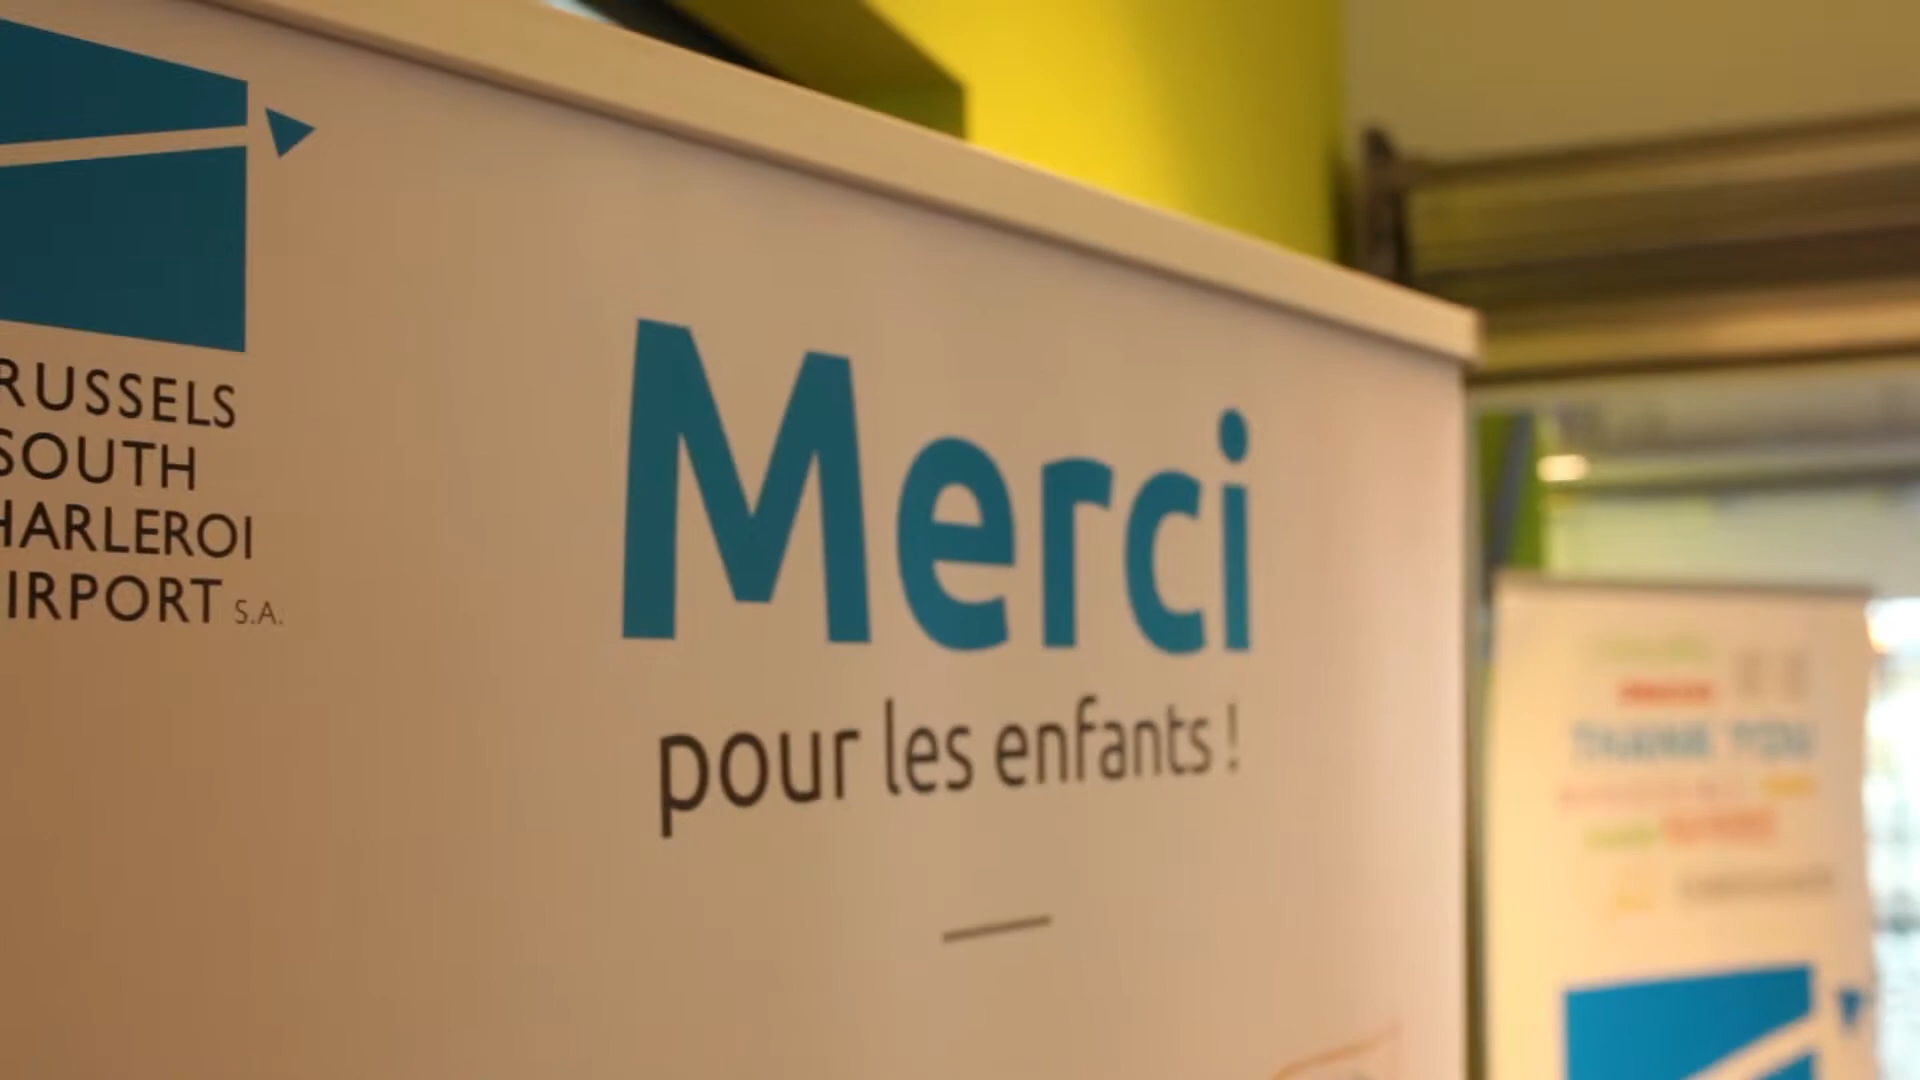 RUSSELS
SOUTH
HARLEROI
IRPORT S.A.
Merci
pour les enfants !
THANK YOU